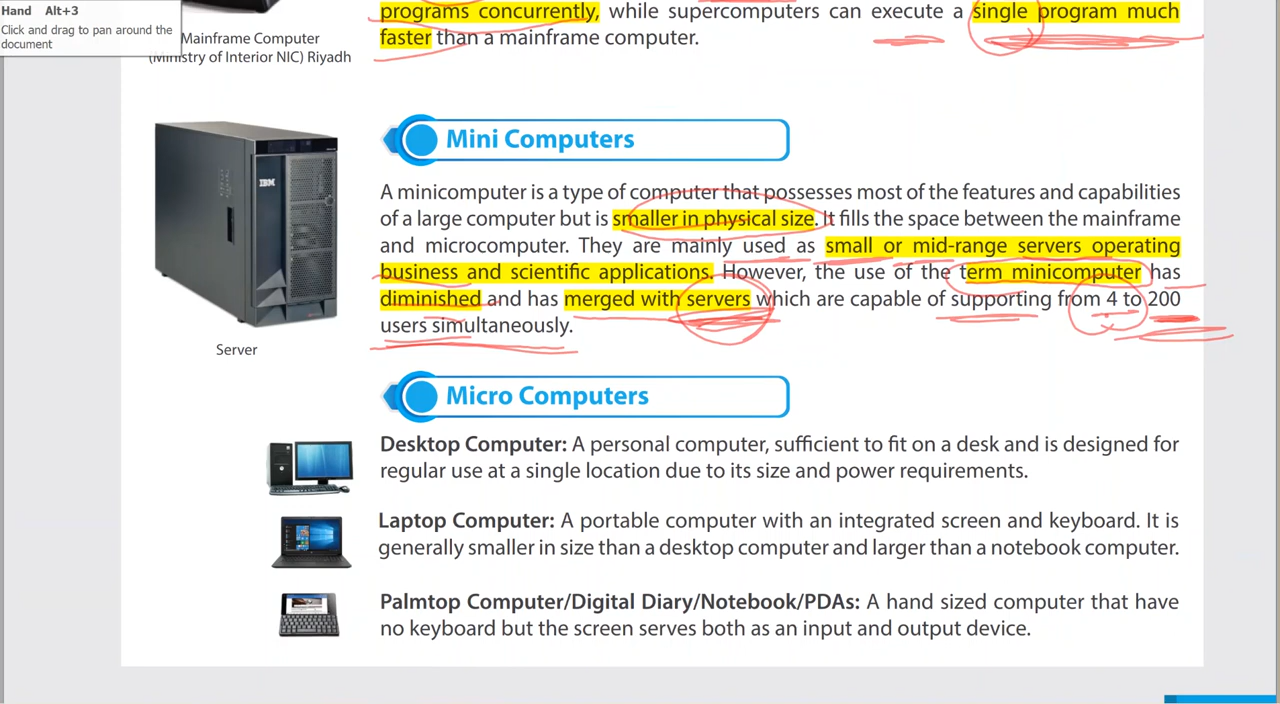 Hand Alt+3
Click and drag to pan around the
document
programs concurrently, while supercomputers can execute a single program much
faster than a mainframe computer.
Mainframe Computer
(Ministry of Interior NIC) Riyadh
Mini Computers
IBM
A minicomputer is a type of computer that possesses most of the features and capabilities
of a large computer but is smaller in physical size. It fills the space between the mainframe
and microcomputer. They are mainly used as small or mid-range servers operating
business and scientific applications. However, the use of the term minicomputer has
diminished and has merged with servers which are capable of supporting from 4 to 200
users simultaneously.
Server
Micro Computers
Desktop Computer: A personal computer, sufficient to fit on a desk and is designed for
regular use at a single location due to its size and power requirements.
Laptop Computer: A portable computer with an integrated screen and keyboard. It is
generally smaller in size than a desktop computer and larger than a notebook computer.
Palmtop Computer/Digital Diary/Notebook/PDAs: A hand sized computer that have
no keyboard but the screen serves both as an input and output device.